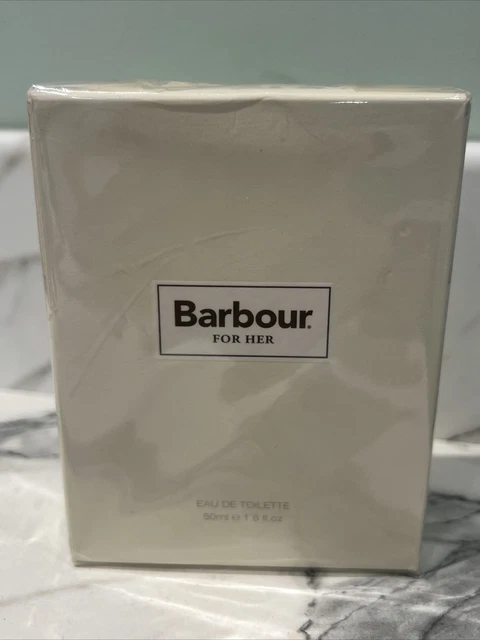 Barbour.
FOR HER
EAU DE TOILETTE
50ml e 1.6 fl.oz